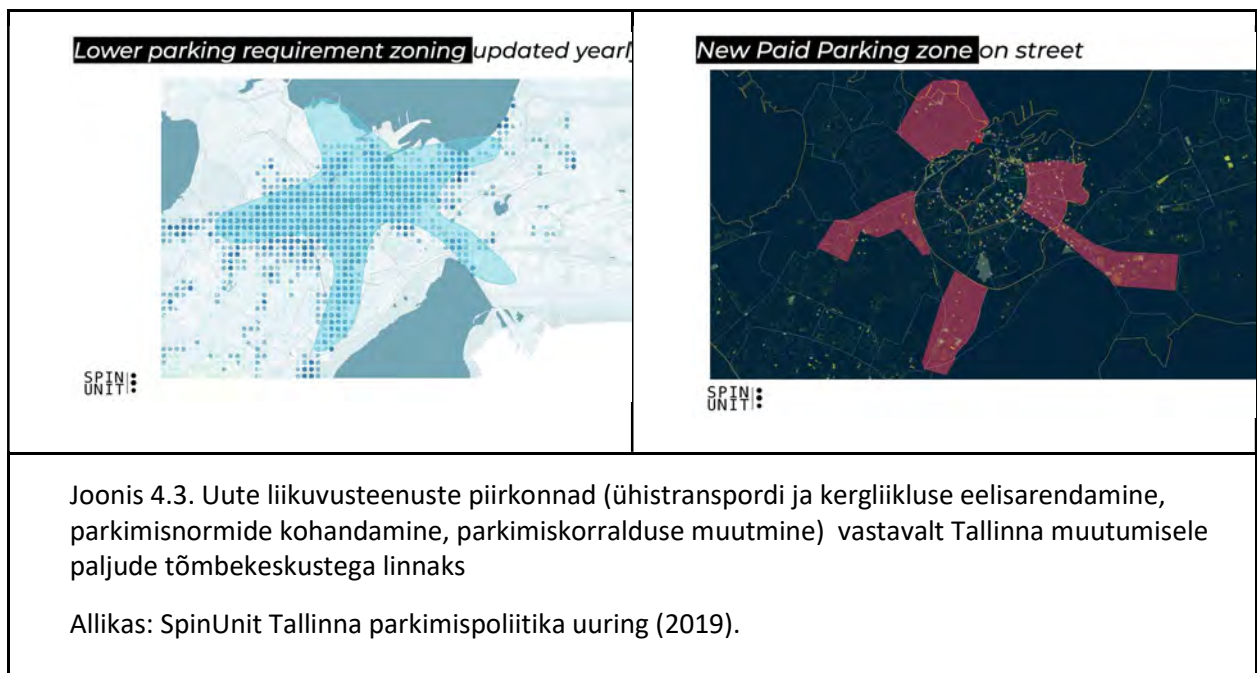 Lower parking requirement zoning updated yearl
SPIN
UNIT
New Paid Parking zone on street
SPIN
UNIT
Joonis 4.3. Uute liikuvusteenuste piirkonnad (ühistranspordi ja kergliikluse eelisarendamine,
parkimisnormide kohandamine, parkimiskorralduse muutmine) vastavalt Tallinna muutumisele
paljude tõmbekeskustega linnaks
Allikas: SpinUnit Tallinna parkimispoliitika uuring (2019).